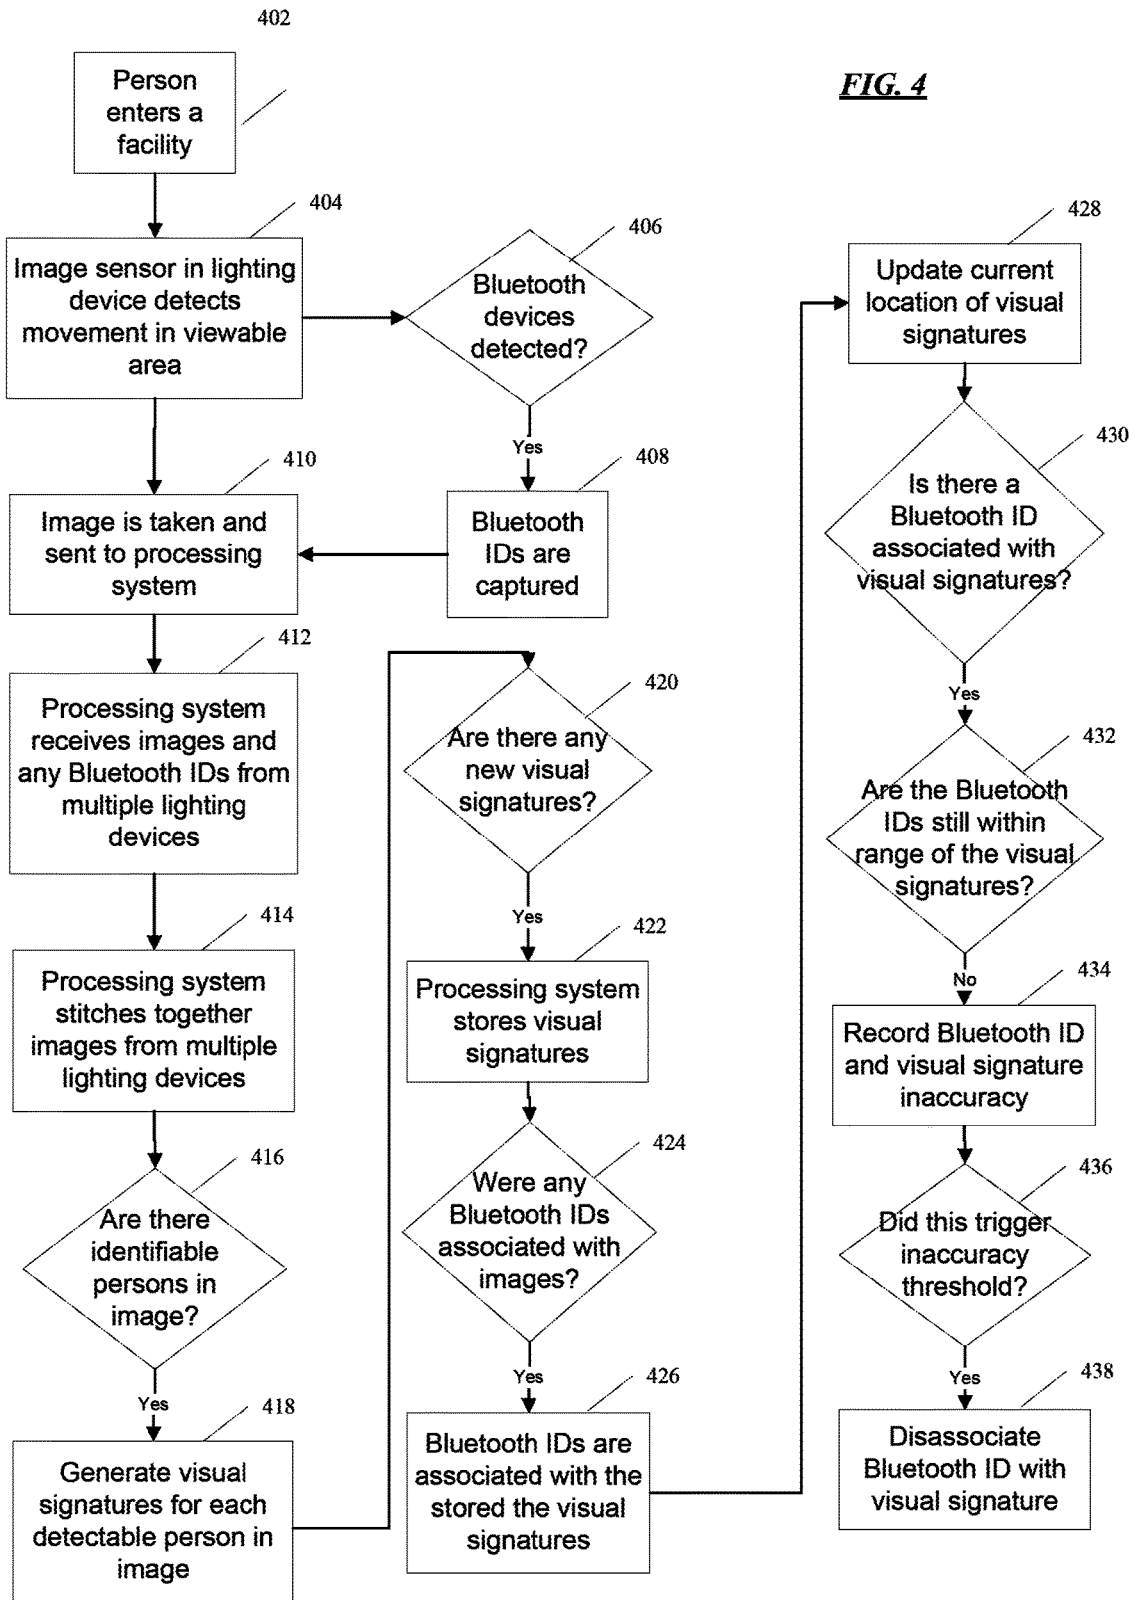 402
Person
enters a
facility
FIG. 4
404
Image sensor in lighting
device detects
movement in viewable
area
406
Bluetooth
devices
detected?
Yes
408
Bluetooth
IDs are
captured
410
Image is taken and
sent to processing
system
412
Processing system
receives images and
any Bluetooth IDs from
multiple lighting
devices
414
Processing system
stitches together
images from multiple
lighting devices
416
Are there
identifiable
persons in
image?
Yes
418
Generate visual
signatures for each
detectable person in
image
420
Are there any
new visual
signatures?
Yes
422
Processing system
stores visual
signatures
424
Were any
Bluetooth IDs
associated with
images?
Yes
426
Bluetooth IDs are
associated with the
stored the visual
signatures
428
Update current
location of visual
signatures
430
Is there a
Bluetooth ID
associated with
visual signatures?
Yes
432
Are the Bluetooth
IDs still within
range of the visual
signatures?
No
434
Record Bluetooth ID
and visual signature
inaccuracy
436
Did this trigger
inaccuracy
threshold?
Yes
438
Disassociate
Bluetooth ID with
visual signature